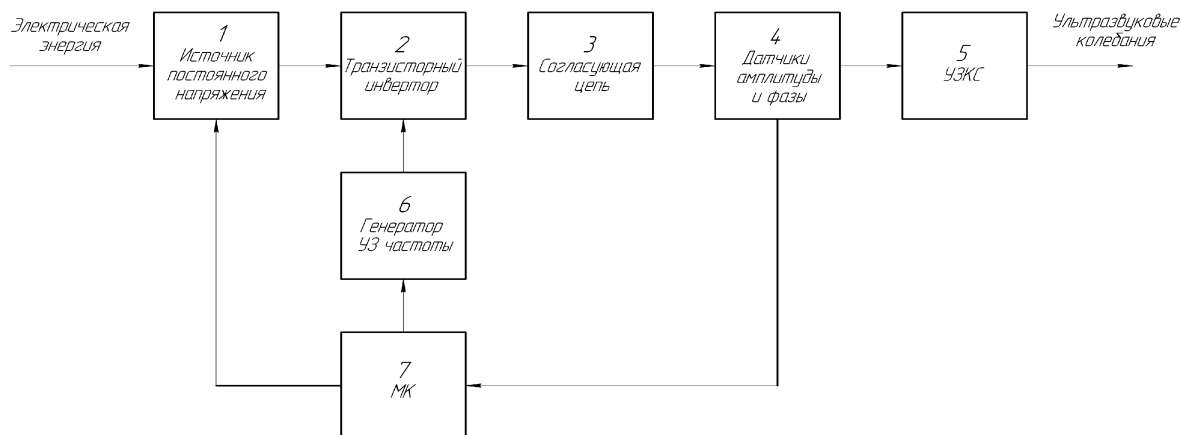 Электрическая
энергия
1
Источник
постоянного
напряжения
2
Транзисторный
инвертор
3
Согласующая
цепь
4
Датчики
амплитуды
и фазы
5
УЗКС
Ультразвуковые
колебания
6
Генератор
УЗ частоты
7
МК